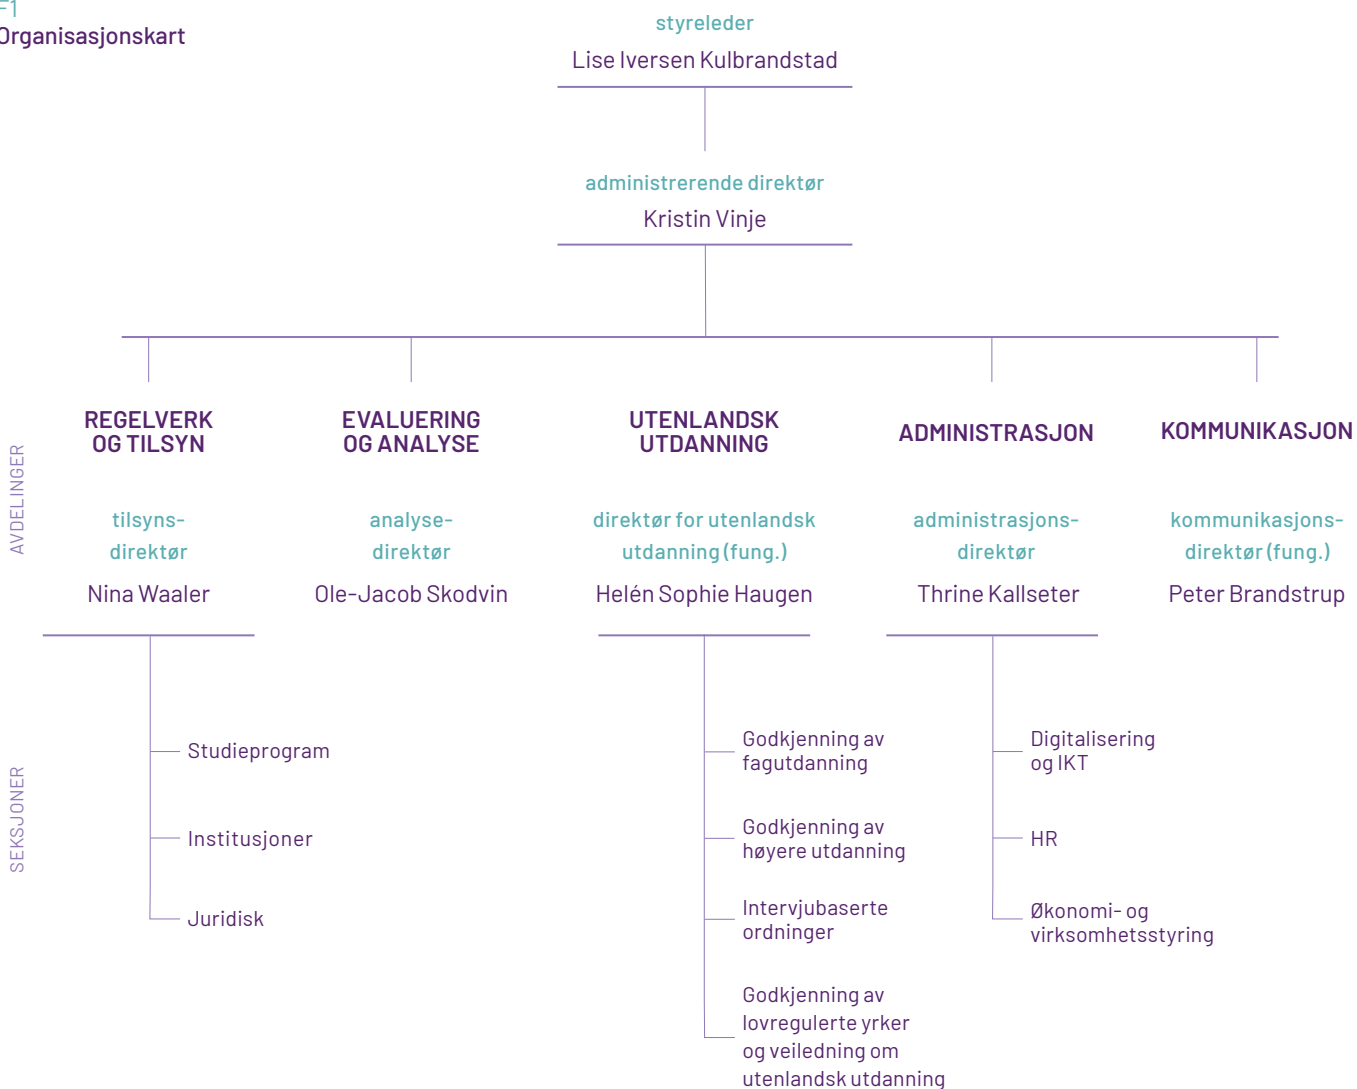 F1
Organisasjonskart
styreleder
Lise Iversen Kulbrandstad
administrerende direktør
Kristin Vinje
AVDELINGER
REGELVERK
OG TILSYN
tilsyns-
direktør
Nina Waaler
EVALUERING
OG ANALYSE
analyse-
direktør
Ole-Jacob Skodvin
UTENLANDSK
UTDANNING
direktør for utenlandsk
utdanning (fung.)
Helén Sophie Haugen
ADMINISTRASJON
administrasjons-
direktør
Thrine Kallseter
KOMMUNIKASJON
kommunikasjons-
direktør (fung.)
Peter Brandstrup
SEKSJONER
Studieprogram
Institusjoner
Juridisk
Godkjenning av
fagutdanning
Godkjenning av
høyere utdanning
Intervjubaserte
ordninger
Godkjenning av
lovregulerte yrker
og veiledning om
utenlandsk utdanning
Digitalisering
og IKT
HR
Økonomi- og
virksomhetsstyring